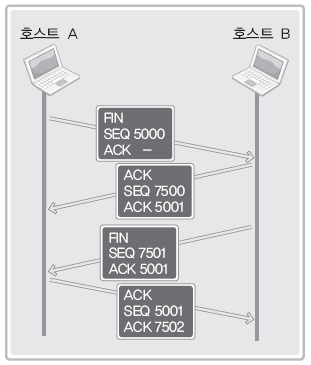 호스트 A
호스트 B
FIN
SEQ 5000
ACK –
ACK
SEQ 7500
ACK 5001
FIN
SEQ 7501
ACK 5001
ACK
SEQ 5001
ACK 7502